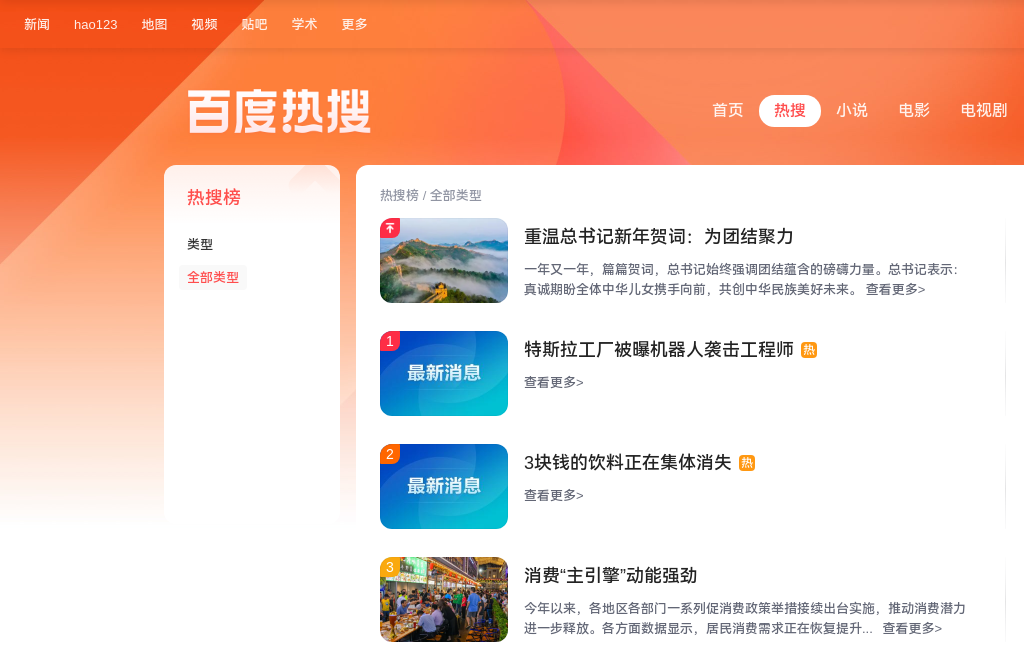 新闻 hao123 地图 视频 贴吧 学术 更多
百度热搜
首页 热搜 小说 电影 电视剧
热搜榜
类型
全部类型
热搜榜 / 全部类型
重温总书记新年贺词：为团结聚力
一年又一年，篇篇贺词，总书记始终强调团结蕴含的磅礴力量。总书记表示：
真诚期盼全体中华儿女携手向前，共创中华民族美好未来。 查看更多>
1
最新消息
特斯拉工厂被曝机器人袭击工程师 热
查看更多>
2
最新消息
3块钱的饮料正在集体消失 热
查看更多>
3
消费“主引擎”动能强劲
今年以来，各地区各部门一系列促消费政策举措接续出台实施，推动消费潜力
进一步释放。各方面数据显示，居民消费需求正在恢复提升... 查看更多>